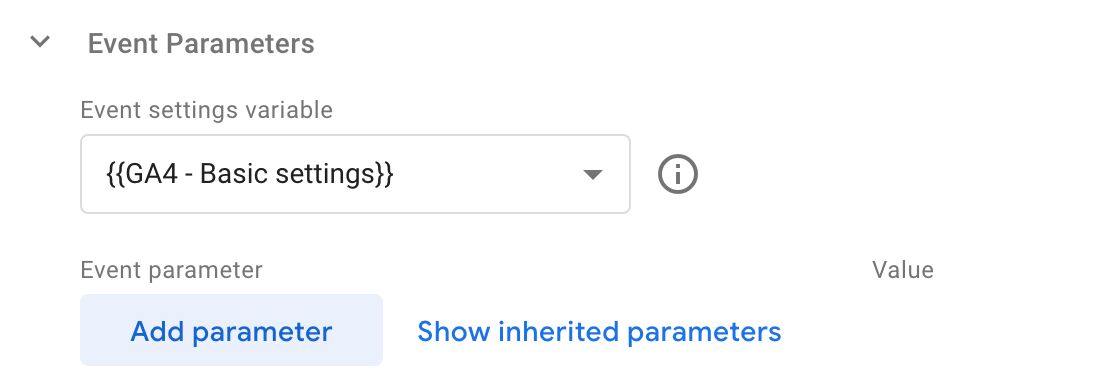 Event Parameters
Event settings variable
{{GA4 - Basic settings}}
Event parameter Value
Add parameter Show inherited parameters